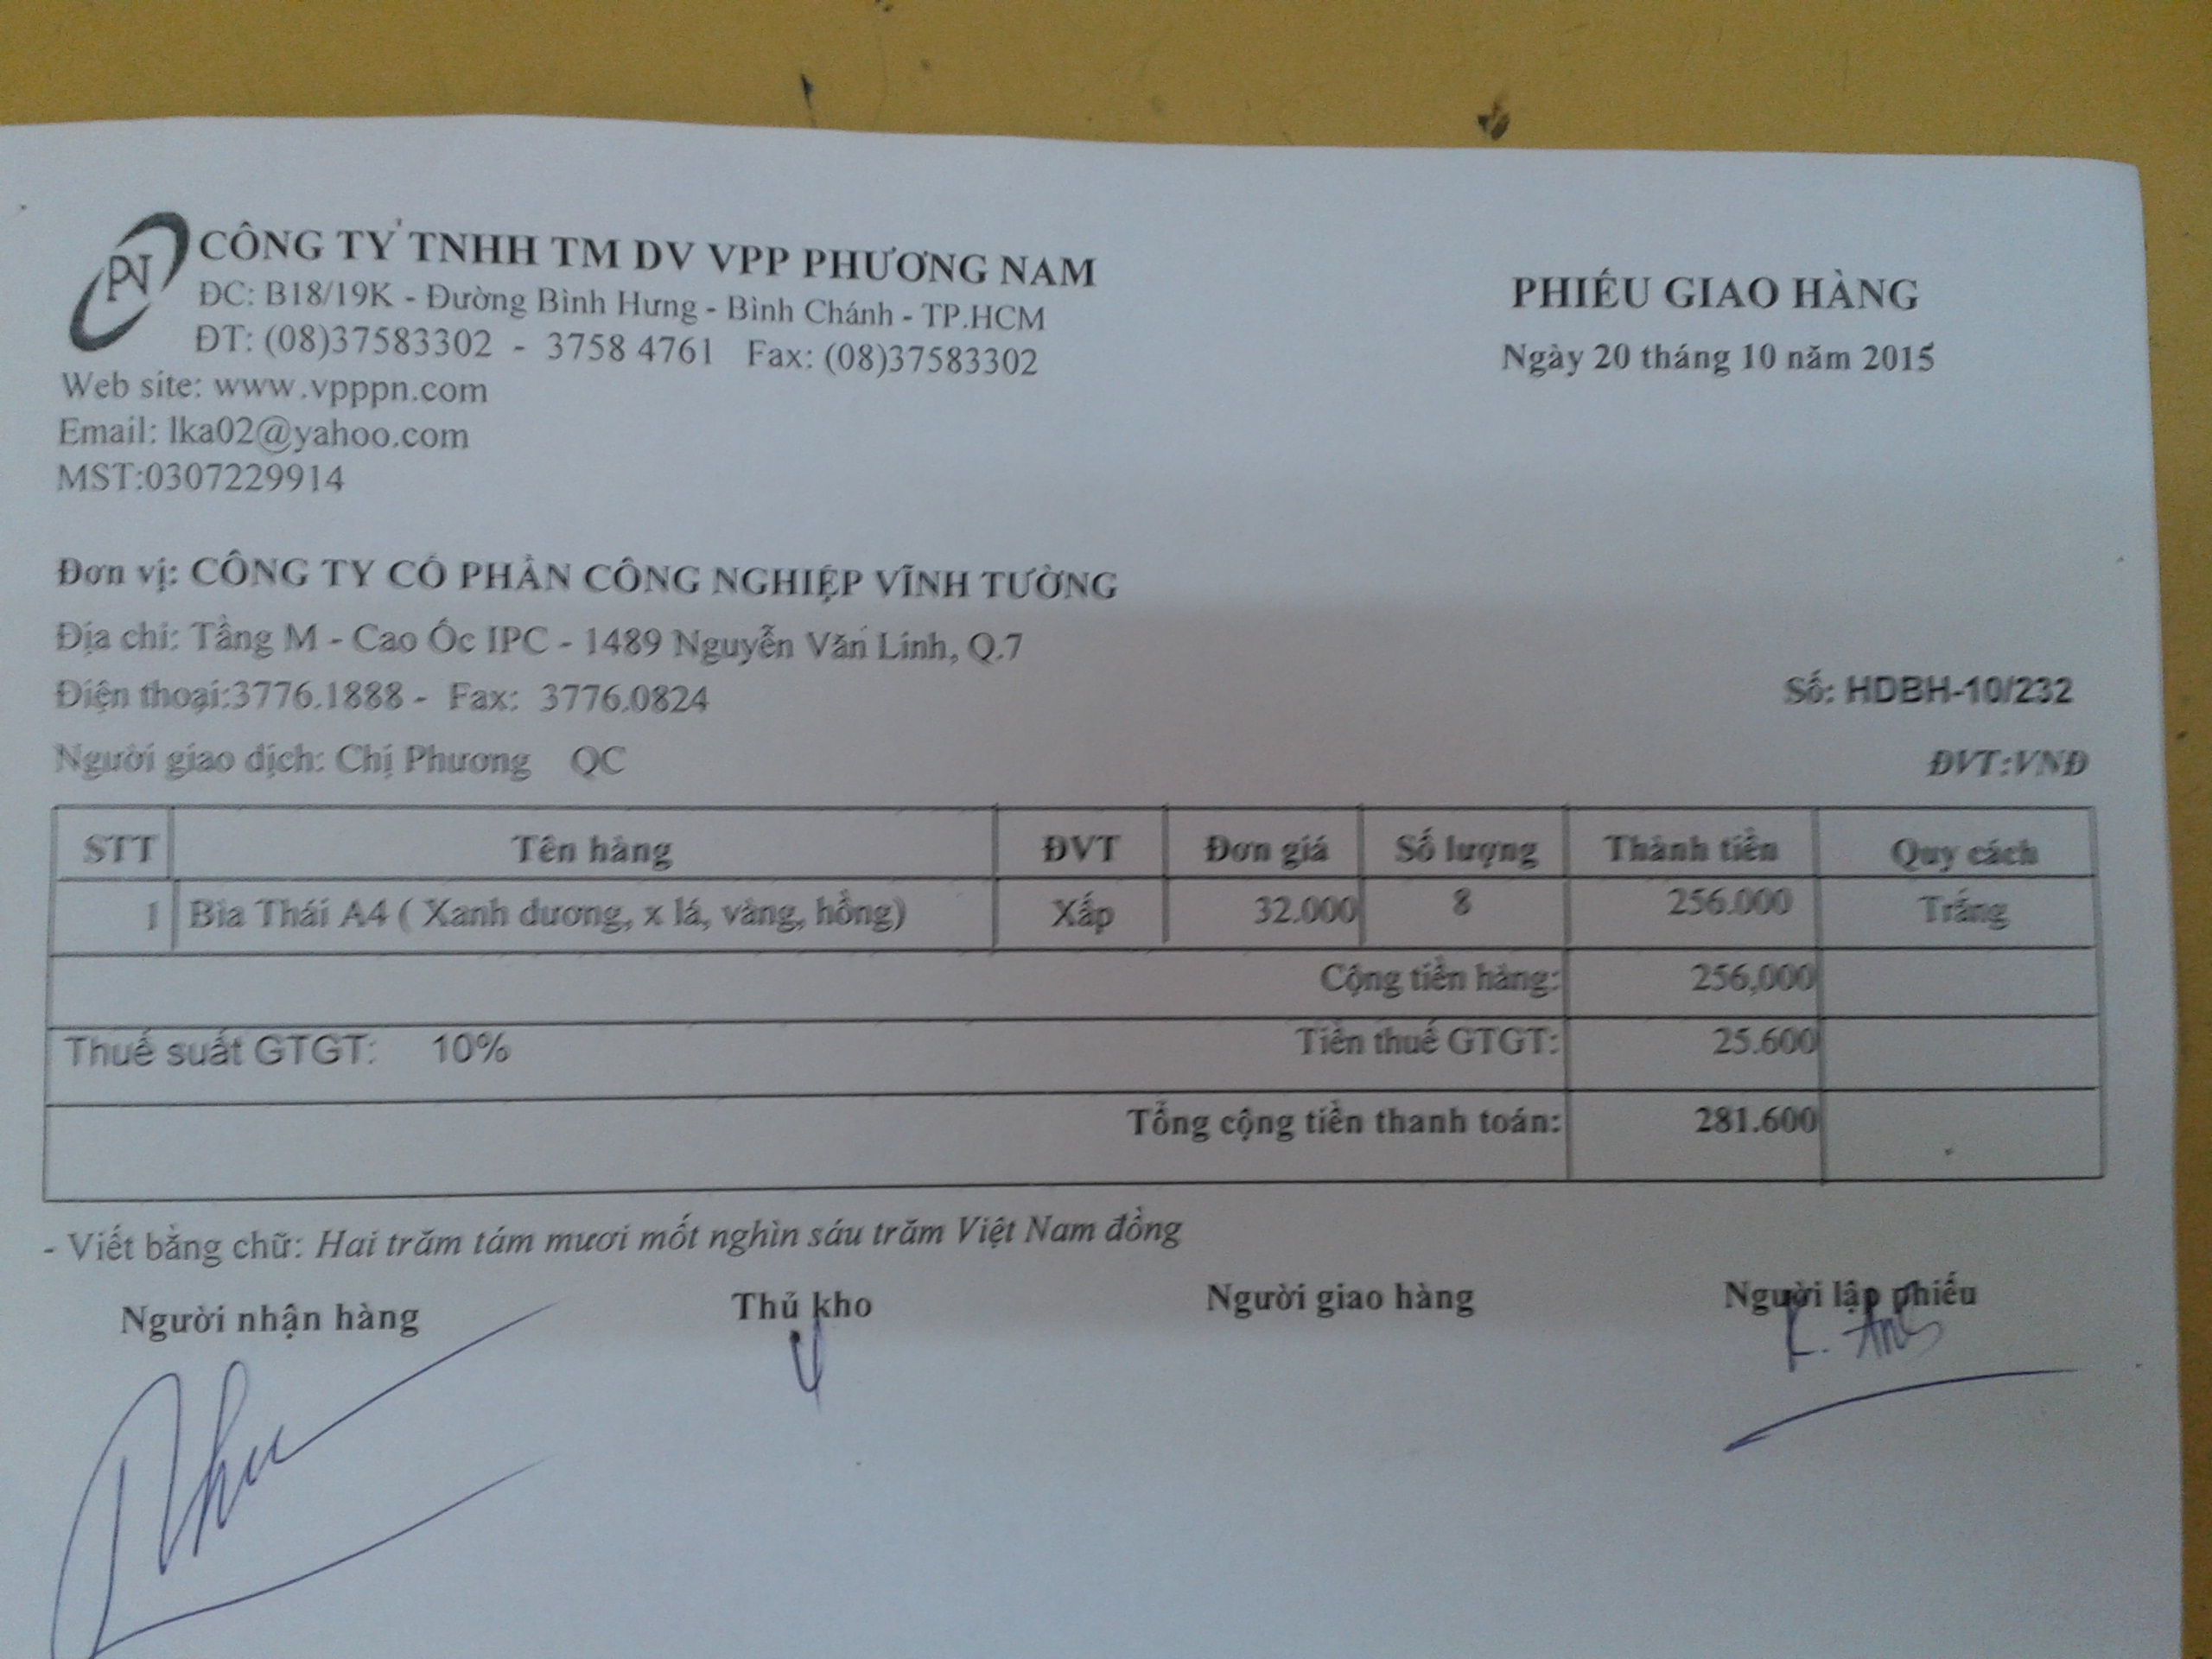 PN
CÔNG TY TNHH TM DV VPP PHƯƠNG NAM
ĐC: B18/19K - Đường Bình Hưng - Bình Chánh - TP.HCM
ĐT: (08)37583302 - 3758 4761 Fax: (08)37583302
Web site: www.vpppn.com
Email: lka02@yahoo.com
MST:0307229914
PHIẾU GIAO HÀNG
Ngày 20 tháng 10 năm 2015
Đơn vị: CÔNG TY CỔ PHẦN CÔNG NGHIỆP VĨNH TƯỜNG
Địa chỉ: Tầng M - Cao Ốc IPC - 1489 Nguyễn Văn Linh, Q.7
Điện thoại:3776.1888 - Fax: 3776.0824
Số: HDBH-10/232
Người giao dịch: Chị Phương QC
ĐVT:VNĐ
STT Tên hàng ĐVT Đơn giá Số lượng Thành tiền Quy cách
1 Bìa Thái A4 ( Xanh dương, x lá, vàng, hồng) Xấp 32.000 8 256.000 Trắng
Cộng tiền hàng: 256,000
Thuế suất GTGT: 10% Tiền thuế GTGT: 25.600
Tổng cộng tiền thanh toán: 281.600
- Viết bằng chữ: Hai trăm tám mươi mốt nghìn sáu trăm Việt Nam đồng
Người nhận hàng Thủ kho Người giao hàng Người lập phiếu